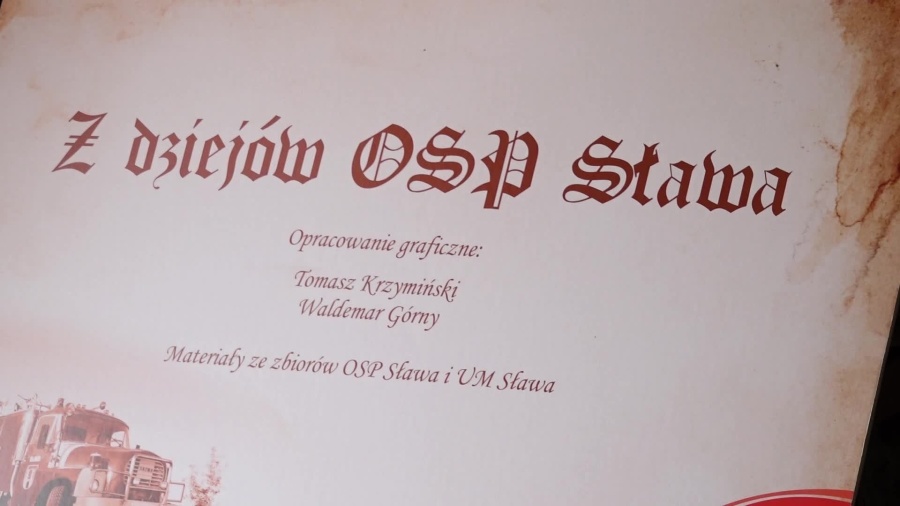 Z dziejów OSP Sława
Opracowanie graficzne:
Tomasz Krzymiński
Waldemar Górny
Materiały ze zbiorów OSP Sława i UM Sława